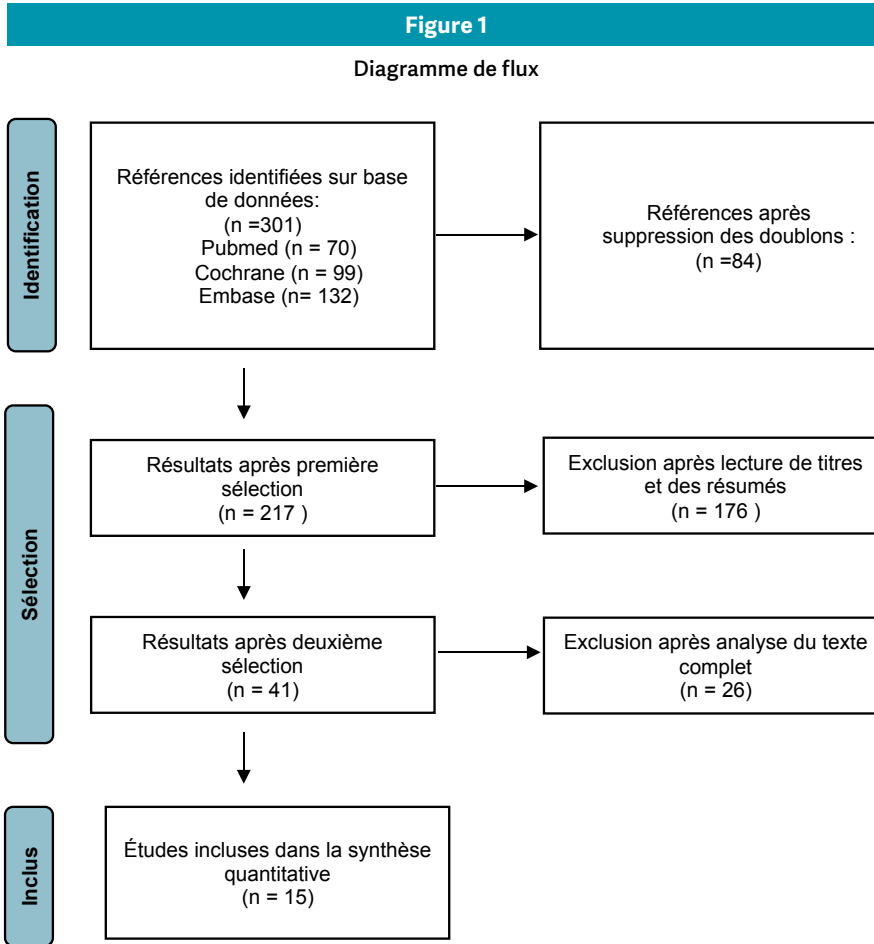 Figure 1
Diagramme de flux
Identification
Références identifiées sur base
de données:
(n =301)
Pubmed (n = 70)
Cochrane (n = 99)
Embase (n= 132)
Références après
suppression des doublons :
(n =84)
Sélection
Résultats après première
sélection
(n = 217 )
Exclusion après lecture de titres
et des résumés
(n = 176 )
Résultats après deuxième
sélection
(n = 41)
Exclusion après analyse du texte
complet
(n = 26)
Inclus
Études incluses dans la synthèse
quantitative
(n = 15)